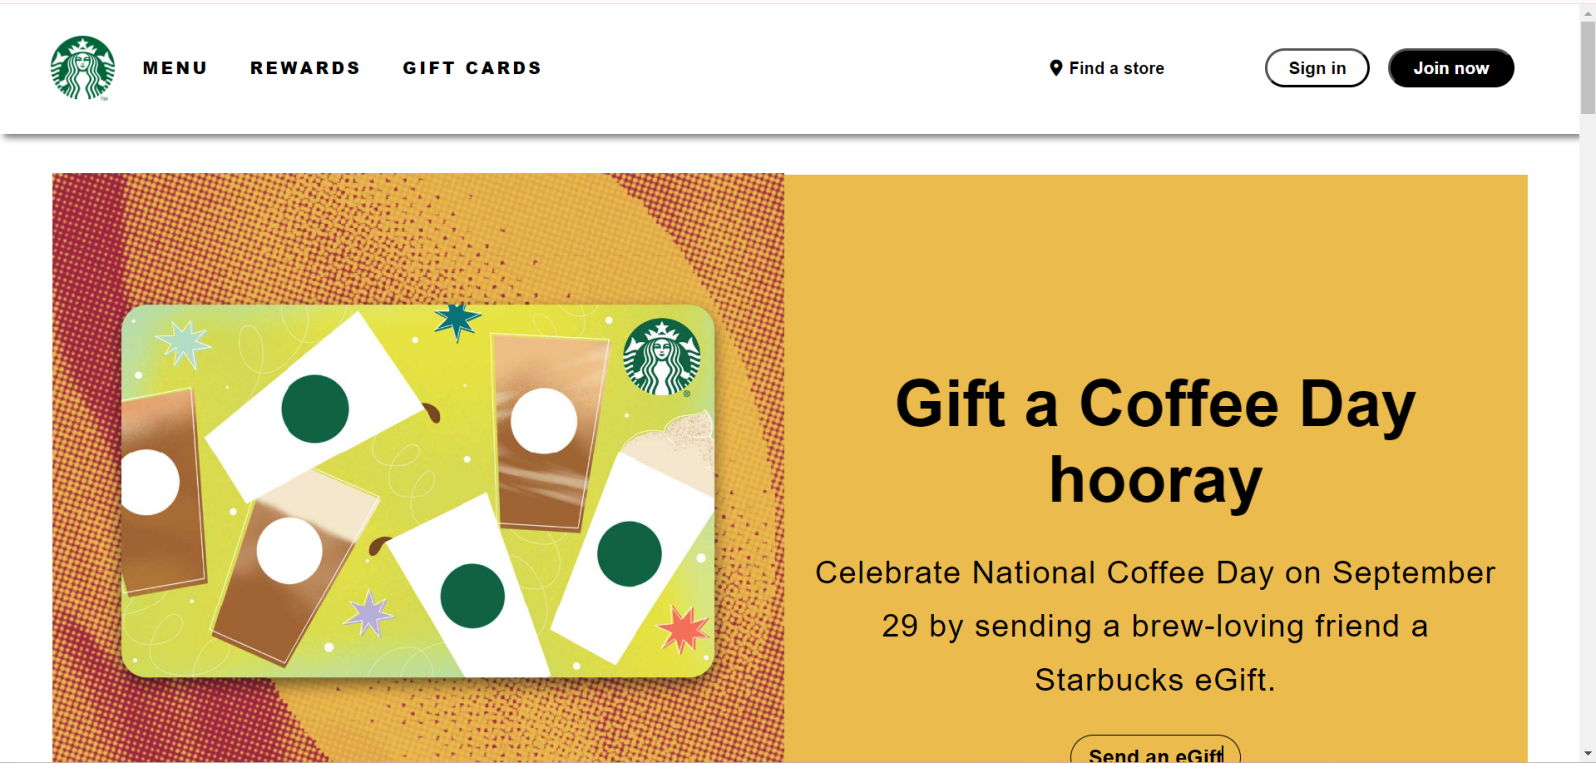 MENU REWARDS GIFT CARDS Find a store Sign in Join now
TM
Gift a Coffee Day
hooray
Celebrate National Coffee Day on September
29 by sending a brew-loving friend a
Starbucks eGift.
Send an eGift